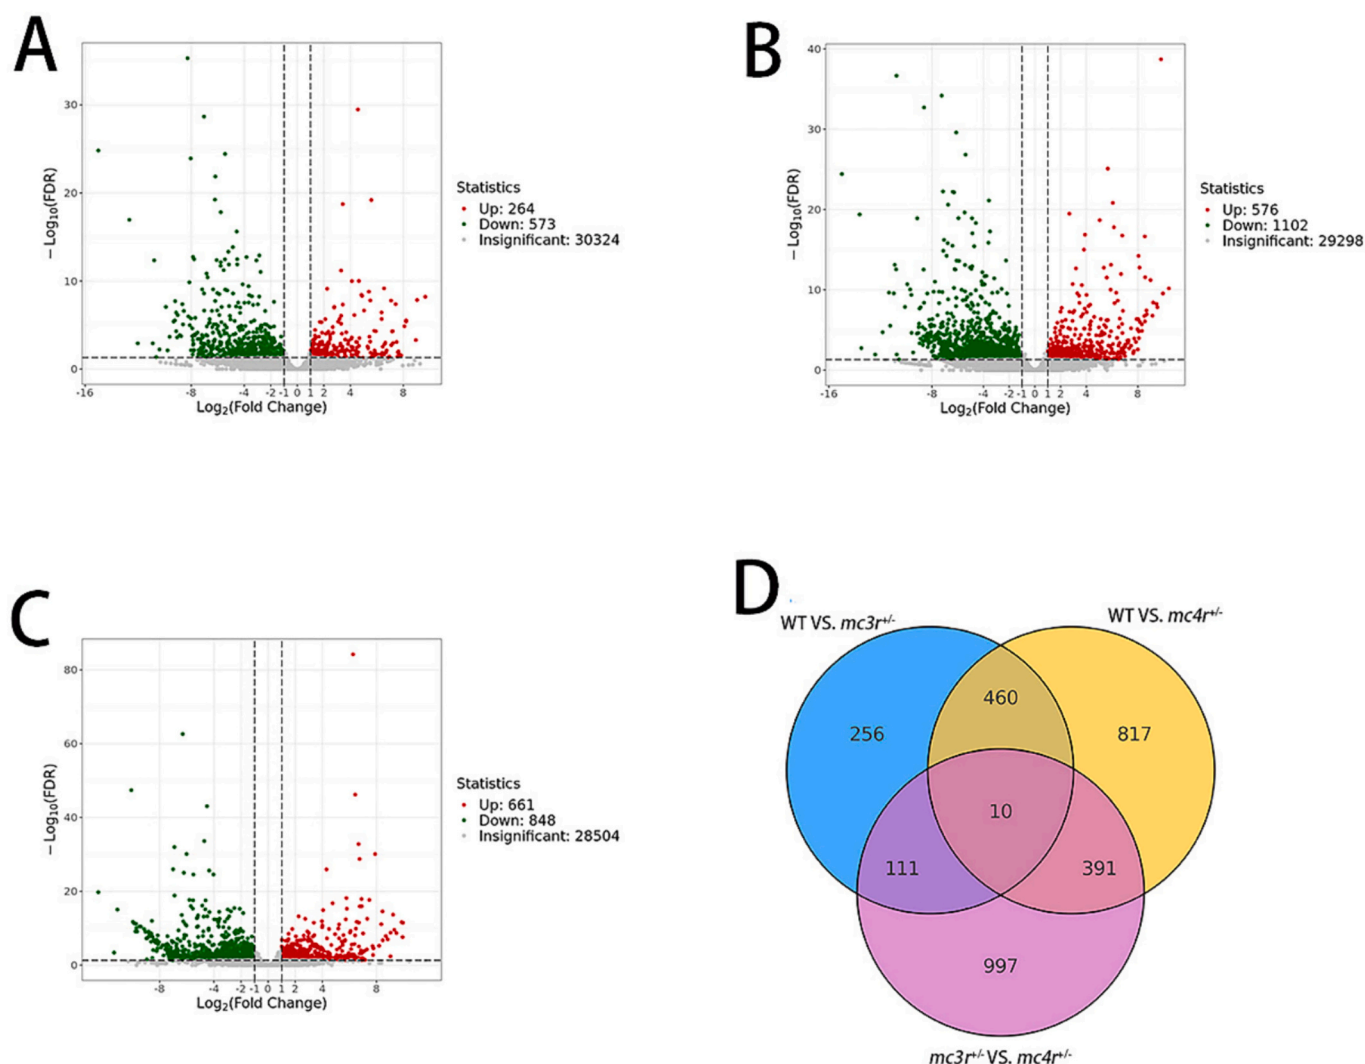 A
B
30
20
10
0
-16
-8
-4
-2
-1
0
1
2
4
8
− Log10(FDR)
Log2(Fold Change)
Statistics
Up: 264
Down: 573
Insignificant: 30324
40
30
20
10
0
-16
-8
-4
-2
-1
0
1
2
4
8
− Log10(FDR)
Log2(Fold Change)
Statistics
Up: 576
Down: 1102
Insignificant: 29298
C
D
80
60
40
20
0
-8
-4
-2
-1
0
1
2
4
8
− Log10(FDR)
Log2(Fold Change)
Statistics
Up: 661
Down: 848
Insignificant: 28504
WT VS. mc3r+/-
WT VS. mc4r+/-
460
256
817
10
111
391
997
mc3r+/- VS. mc4r+/-